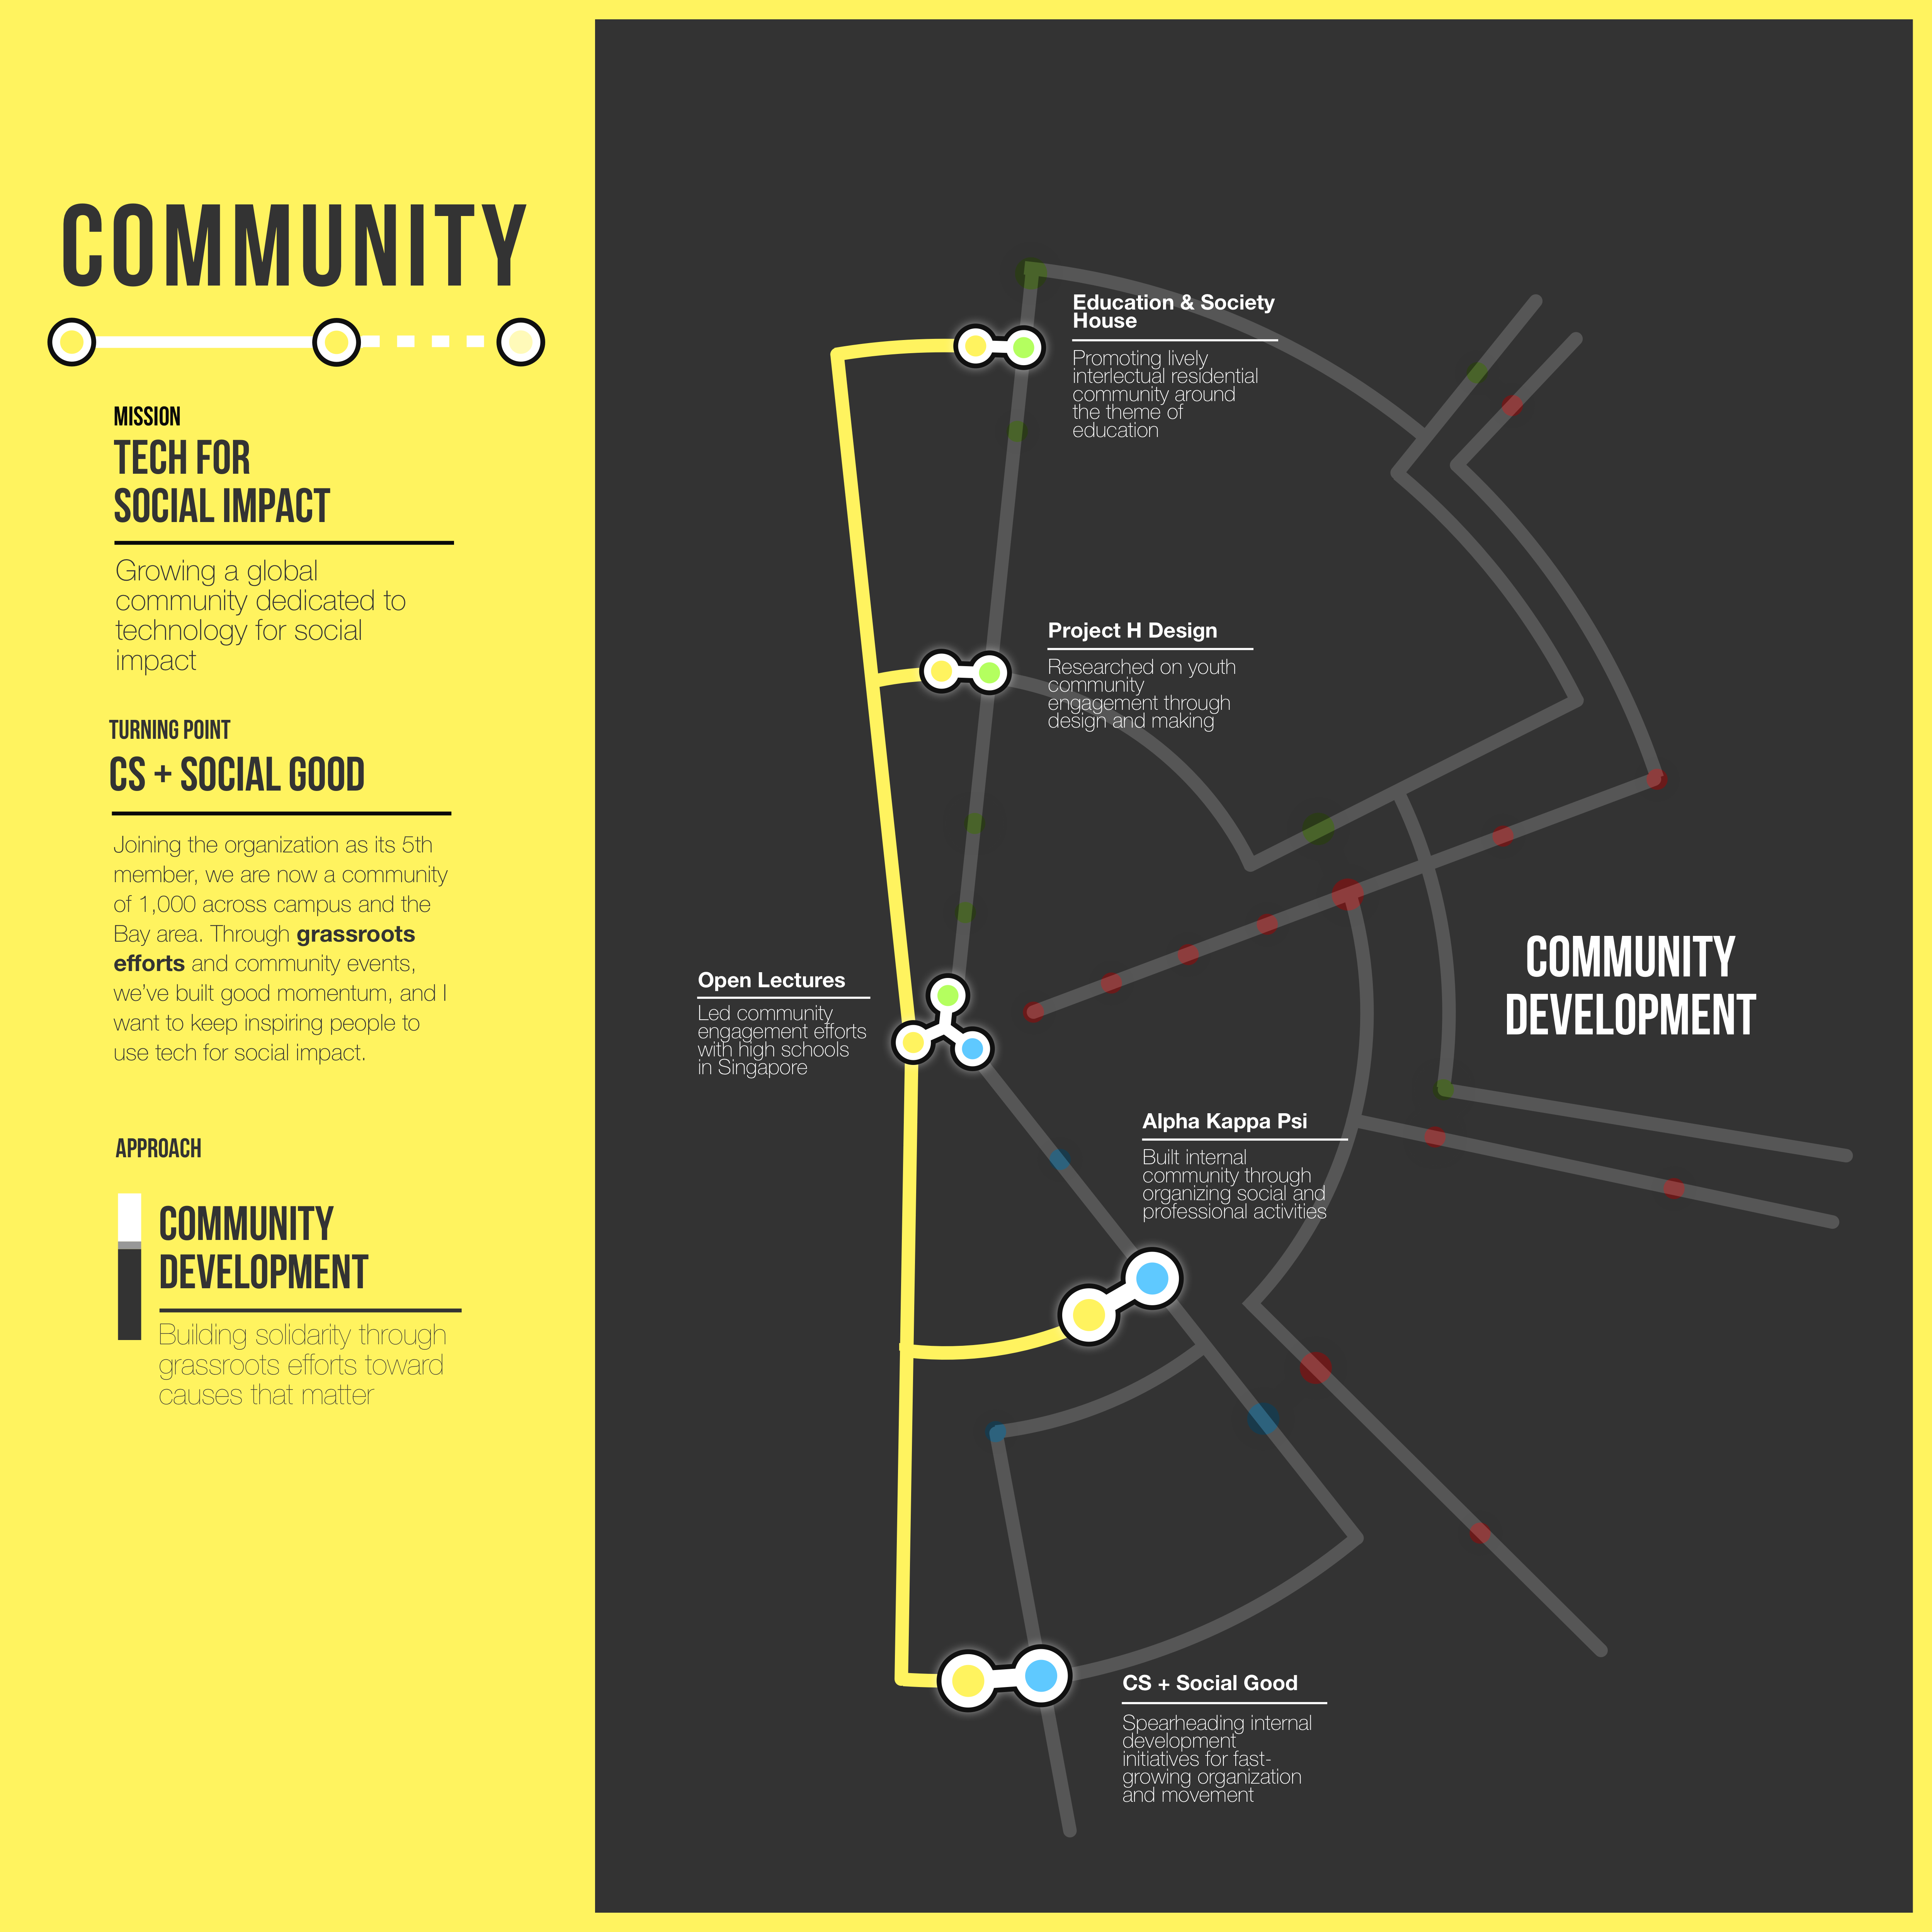 COMMUNITY
MISSION
TECH FOR
SOCIAL IMPACT
Growing a global
community dedicated to
technology for social
impact
TURNING POINT
CS + SOCIAL GOOD
Joining the organization as its 5th
member, we are now a community
of 1,000 across campus and the
Bay area. Through grassroots
efforts and community events,
we've built good momentum, and I
want to keep inspiring people to
use tech for social impact.
APPROACH
COMMUNITY
DEVELOPMENT
Building solidarity through
grassroots efforts toward
causes that matter
Education & Society
House
Promoting lively
interlectual residential
community around
the theme of
education
Project H Design
Researched on youth
community
engagement through
design and making
COMMUNITY
DEVELOPMENT
Open Lectures
Led community
engagement efforts
with high schools
in Singapore
Alpha Kappa Psi
Built internal
community through
organizing social and
professional activities
CS + Social Good
Spearheading internal
development
initiatives for fast-
growing organization
and movement